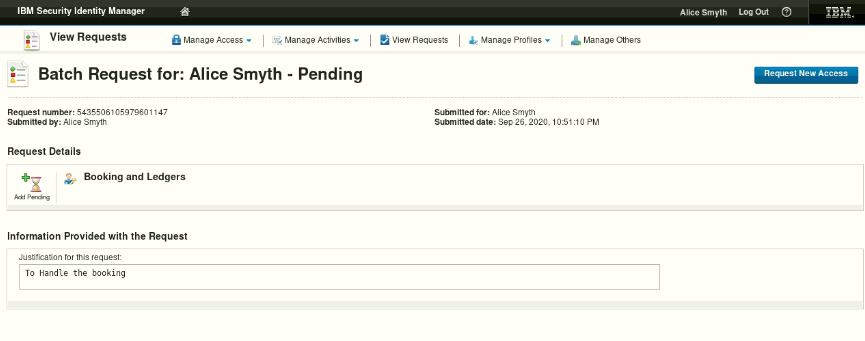 IBM Security Identity Manager
Alice Smyth Log Out ?
IBM.
View Requests
Manage Access Manage Activities View Requests Manage Profiles Manage Others
Batch Request for: Alice Smyth - Pending
Request New Access
Request number: 5435506105979601147
Submitted for: Alice Smyth
Submitted by: Alice Smyth
Submitted date: Sep 26, 2020, 10:51:10 PM
Request Details
Booking and Ledgers
Add Pending
Information Provided with the Request
Justification for this request:
To Handle the booking